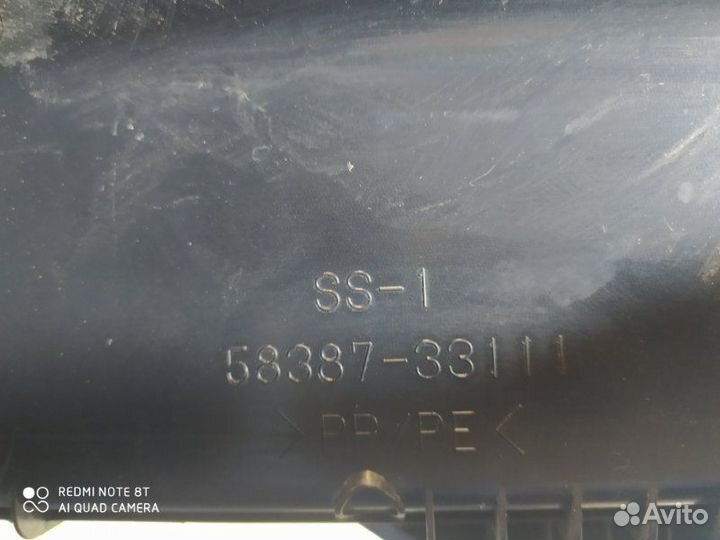 SS-1
58387-33111
>PP/PE<
REDMI NOTE 8T
AI QUAD CAMERA
Avito